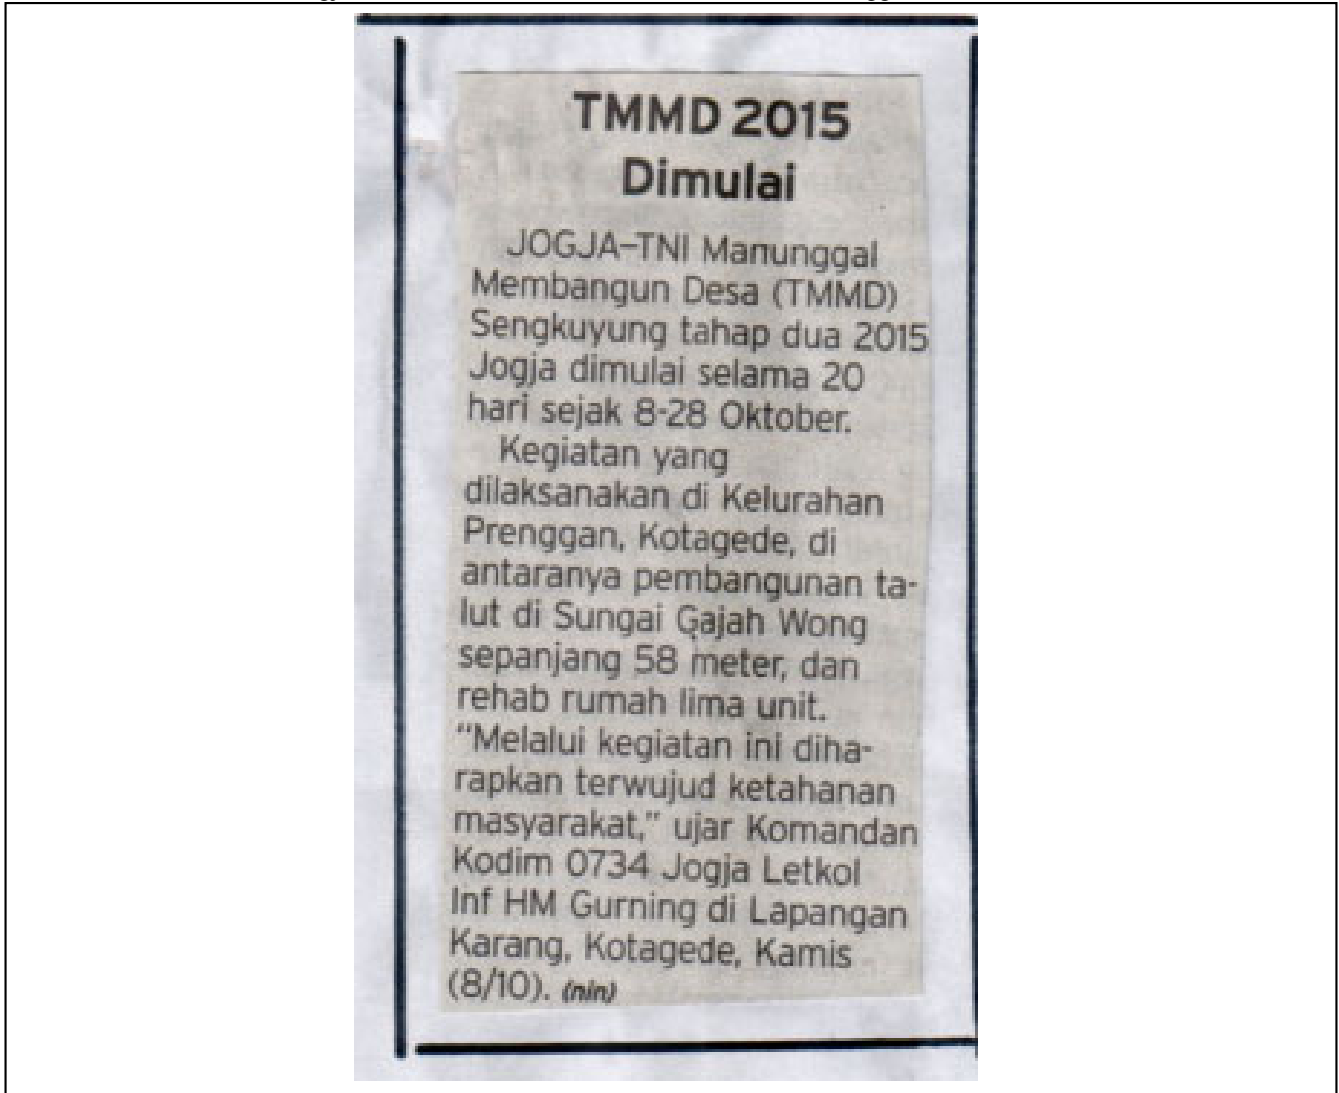 TMMD 2015
Dimulai
JOGJA–TNI Manunggal
Membangun Desa (TMMD)
Sengkuyung tahap dua 2015
Jogja dimulai selama 20
hari sejak 8-28 Oktober.
Kegiatan yang
dilaksanakan di Kelurahan
Prenggan, Kotagede, di
antaranya pembangunan ta-
lut di Sungai Gajah Wong
sepanjang 58 meter, dan
rehab rumah lima unit.
“Melalui kegiatan ini diha-
rapkan terwujud ketahanan
masyarakat,” ujar Komandan
Kodim 0734 Jogja Letkol
Inf HM Gurning di Lapangan
Karang, Kotagede, Kamis
(8/10). (nin)